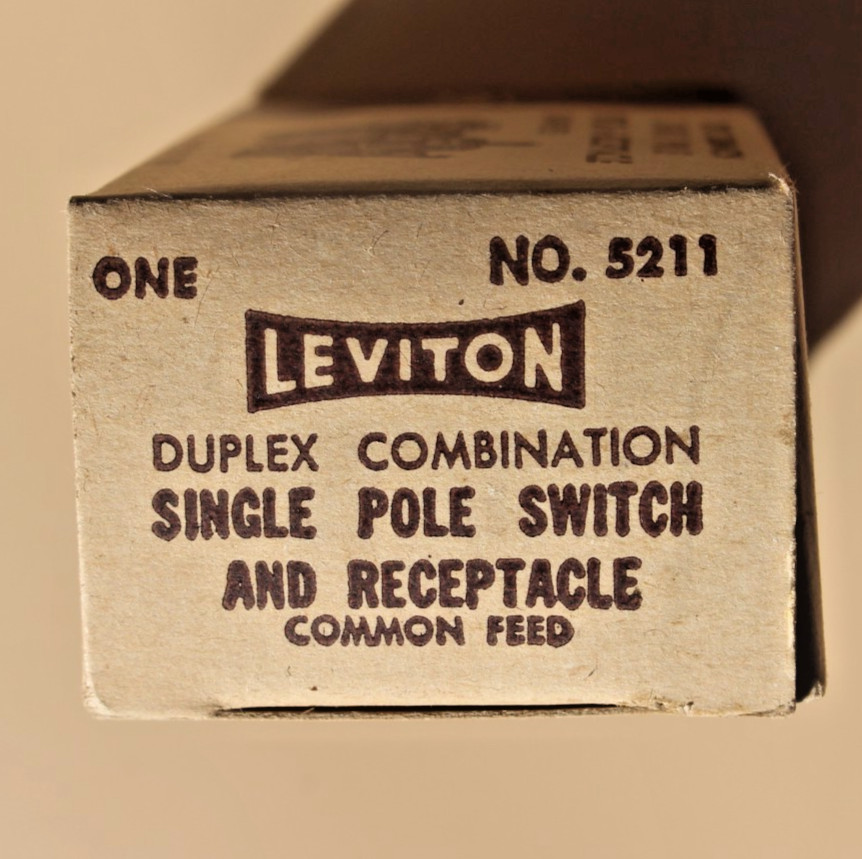 ONE NO. 5211
LEVITON
DUPLEX COMBINATION
SINGLE POLE SWITCH
AND RECEPTACLE
COMMON FEED